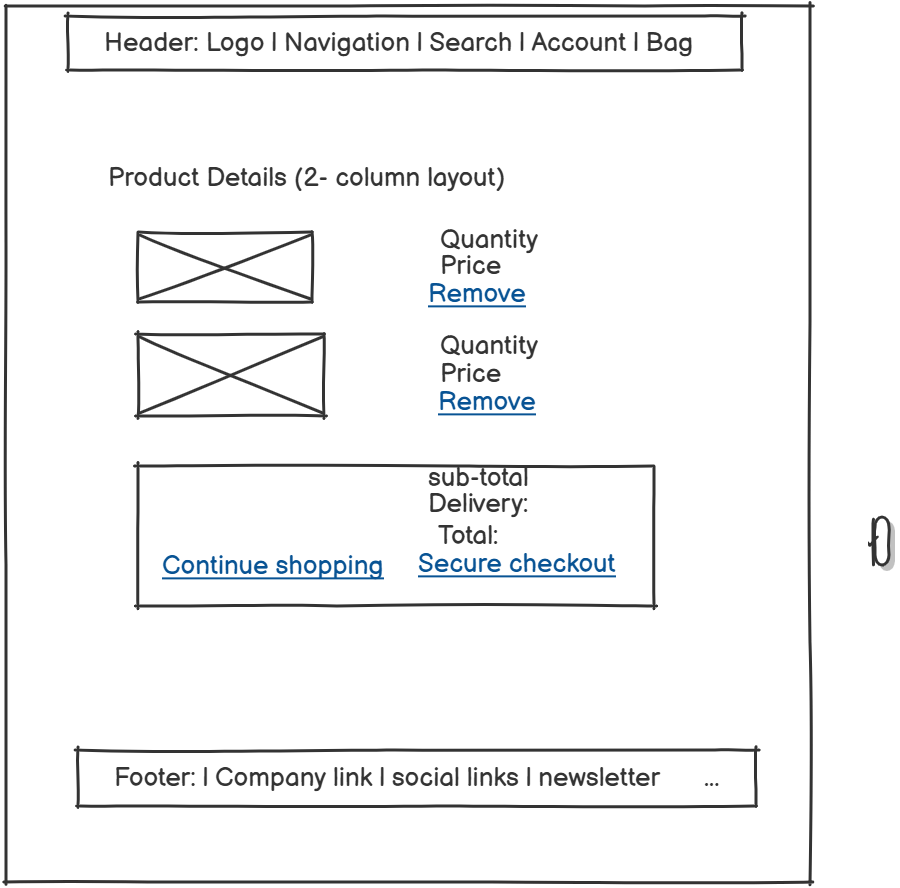 Header: Logo | Navigation | Search | Account | Bag
Product Details (2- column layout)
Quantity
Price
Remove
Quantity
Price
Remove
sub-total
Delivery:
Total:
Continue shopping Secure checkout
Footer: | Company link | social links | newsletter ...